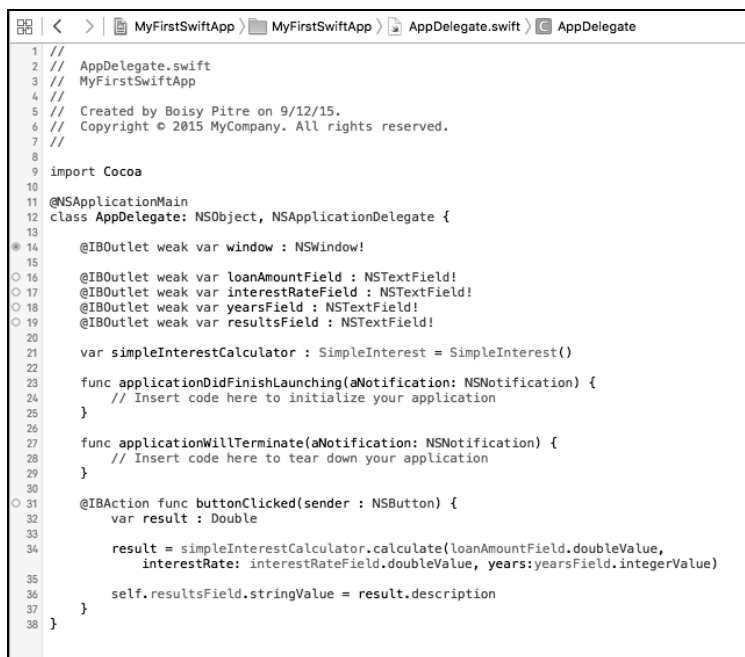 MyFirstSwiftApp MyFirstSwiftApp AppDelegate.swift C AppDelegate
1 //
2 //  AppDelegate.swift
3 //  MyFirstSwiftApp
4 //
5 //  Created by Boisy Pitre on 9/12/15.
6 //  Copyright © 2015 MyCompany. All rights reserved.
7 //
8
9 import Cocoa
10
11 @NSApplicationMain
12 class AppDelegate: NSObject, NSApplicationDelegate {
13
14     @IBOutlet weak var window : NSWindow!
15
16     @IBOutlet weak var loanAmountField : NSTextField!
17     @IBOutlet weak var interestRateField : NSTextField!
18     @IBOutlet weak var yearsField : NSTextField!
19     @IBOutlet weak var resultsField : NSTextField!
20
21     var simpleInterestCalculator : SimpleInterest = SimpleInterest()
22
23     func applicationDidFinishLaunching(aNotification: NSNotification) {
24         // Insert code here to initialize your application
25     }
26
27     func applicationWillTerminate(aNotification: NSNotification) {
28         // Insert code here to tear down your application
29     }
30
31     @IBAction func buttonClicked(sender : NSButton) {
32         var result : Double
33
34         result = simpleInterestCalculator.calculate(loanAmountField.doubleValue,
            interestRate: interestRateField.doubleValue, years:yearsField.integerValue)
35
36         self.resultsField.stringValue = result.description
37     }
38 }